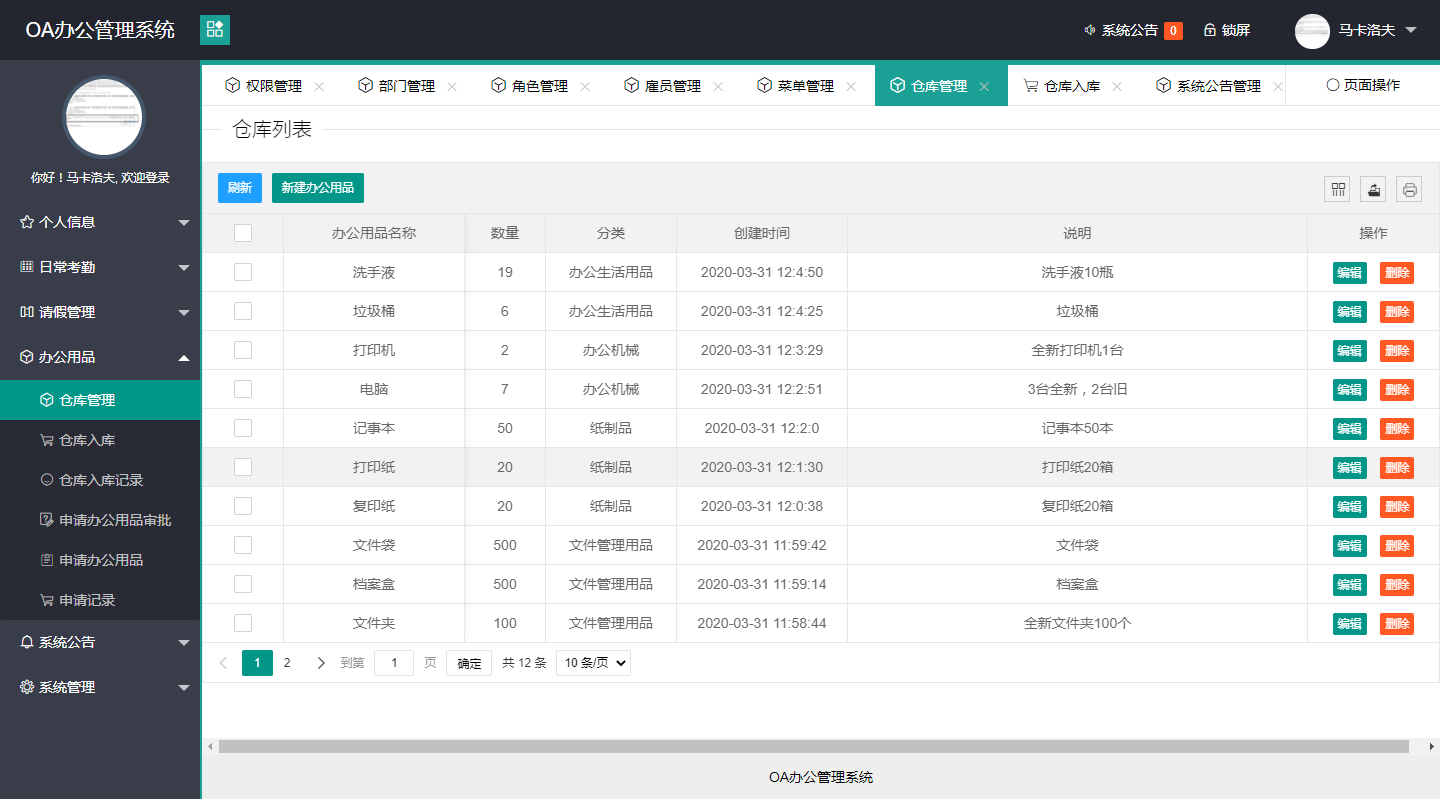 OA办公管理系统
系统公告 0 锁屏 马卡洛夫
你好！马卡洛夫, 欢迎登录
个人信息
日常考勤
请假管理
办公用品
仓库管理
仓库入库
仓库入库记录
申请办公用品审批
申请办公用品
申请记录
系统公告
系统管理
权限管理 部门管理 角色管理 雇员管理 菜单管理 仓库管理 仓库入库 系统公告管理 页面操作
仓库列表
刷新 新建办公用品
办公用品名称 数量 分类 创建时间 说明 操作
洗手液 19 办公生活用品 2020-03-31 12:4:50 洗手液10瓶 编辑 删除
垃圾桶 6 办公生活用品 2020-03-31 12:4:25 垃圾桶 编辑 删除
打印机 2 办公机械 2020-03-31 12:3:29 全新打印机1台 编辑 删除
电脑 7 办公机械 2020-03-31 12:2:51 3台全新，2台旧 编辑 删除
记事本 50 纸制品 2020-03-31 12:2:0 记事本50本 编辑 删除
打印纸 20 纸制品 2020-03-31 12:1:30 打印纸20箱 编辑 删除
复印纸 20 纸制品 2020-03-31 12:0:38 复印纸20箱 编辑 删除
文件袋 500 文件管理用品 2020-03-31 11:59:42 文件袋 编辑 删除
档案盒 500 文件管理用品 2020-03-31 11:59:14 档案盒 编辑 删除
文件夹 100 文件管理用品 2020-03-31 11:58:44 全新文件夹100个 编辑 删除
1 2 到第 1 页 确定 共 12 条 10 条/页
OA办公管理系统